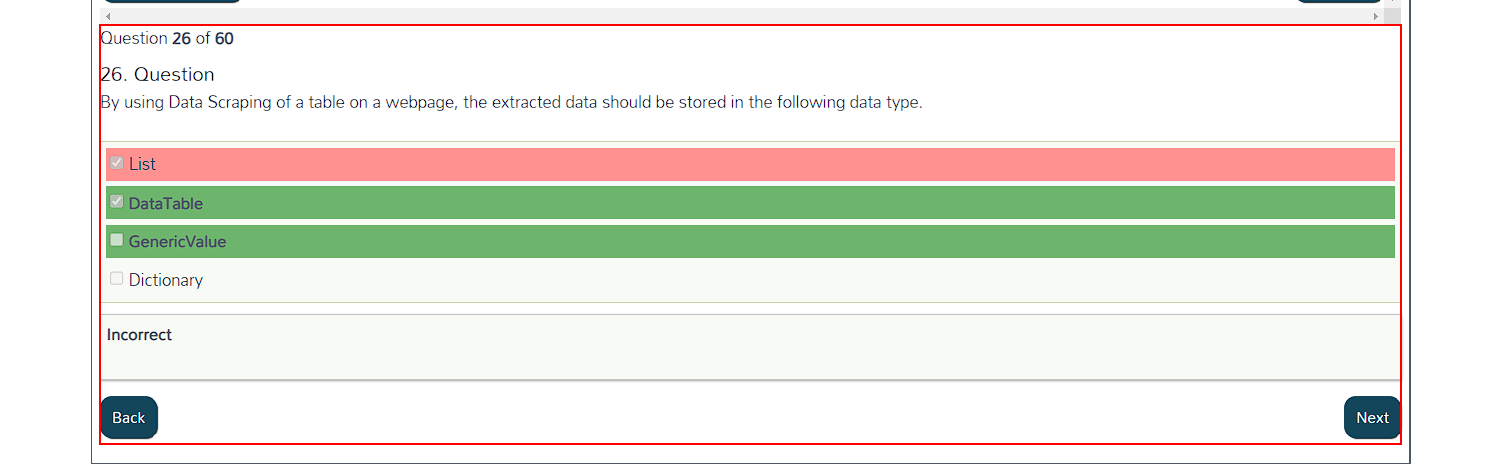 Question 26 of 60
26. Question
By using Data Scraping of a table on a webpage, the extracted data should be stored in the following data type.
List
DataTable
GenericValue
Dictionary
Incorrect
Back
Next